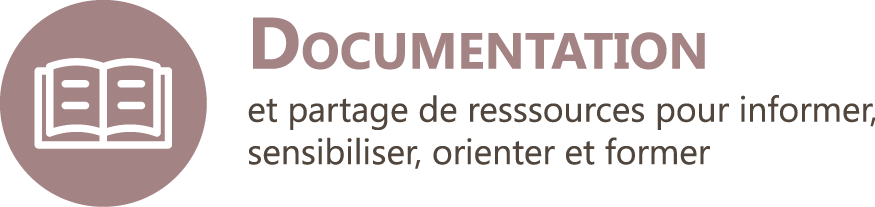 Documentation
et partage de resssources pour informer,
sensibiliser, orienter et former